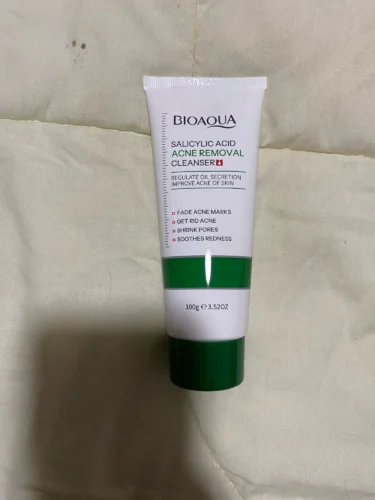 BIOAQUA
SALICYLIC ACID
ACNE REMOVAL
CLEANSER
REGULATE OIL SECRETION
IMPROVE ACNE OF SKIN
FADE ACNE MARKS
GET RID ACNE
SHRINK PORES
SOOTHES REDNESS
100g ℮ 3.52OZ